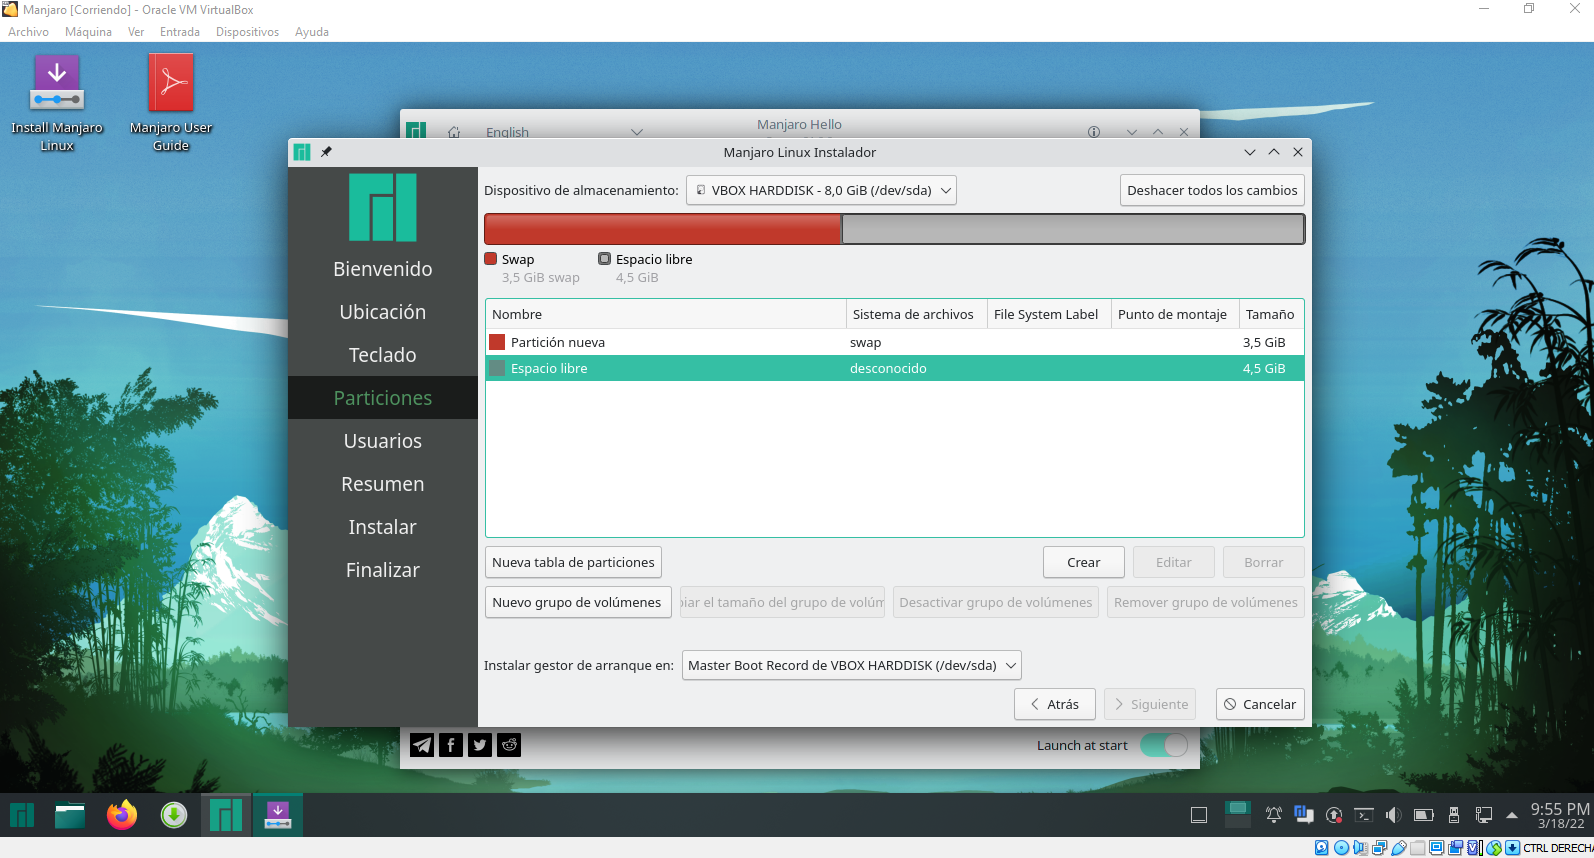 Manjaro [Corriendo] - Oracle VM VirtualBox
Archivo Máquina Ver Entrada Dispositivos Ayuda
Install Manjaro Linux
Manjaro User Guide
English
Manjaro Hello
Manjaro Linux Instalador
Bienvenido
Ubicación
Teclado
Particiones
Usuarios
Resumen
Instalar
Finalizar
Dispositivo de almacenamiento: VBOX HARDDISK - 8,0 GiB (/dev/sda) Deshacer todos los cambios
Swap Espacio libre
3,5 GiB swap 4,5 GiB
Nombre Sistema de archivos File System Label Punto de montaje Tamaño
Partición nueva swap 3,5 GiB
Espacio libre desconocido 4,5 GiB
Nueva tabla de particiones Crear Editar Borrar
Nuevo grupo de volúmenes iar el tamaño del grupo de volúm Desactivar grupo de volúmenes Remover grupo de volúmenes
Instalar gestor de arranque en: Master Boot Record de VBOX HARDDISK (/dev/sda)
Atrás Siguiente Cancelar
Launch at start
9:55 PM
3/18/22
CTRL DERECHA